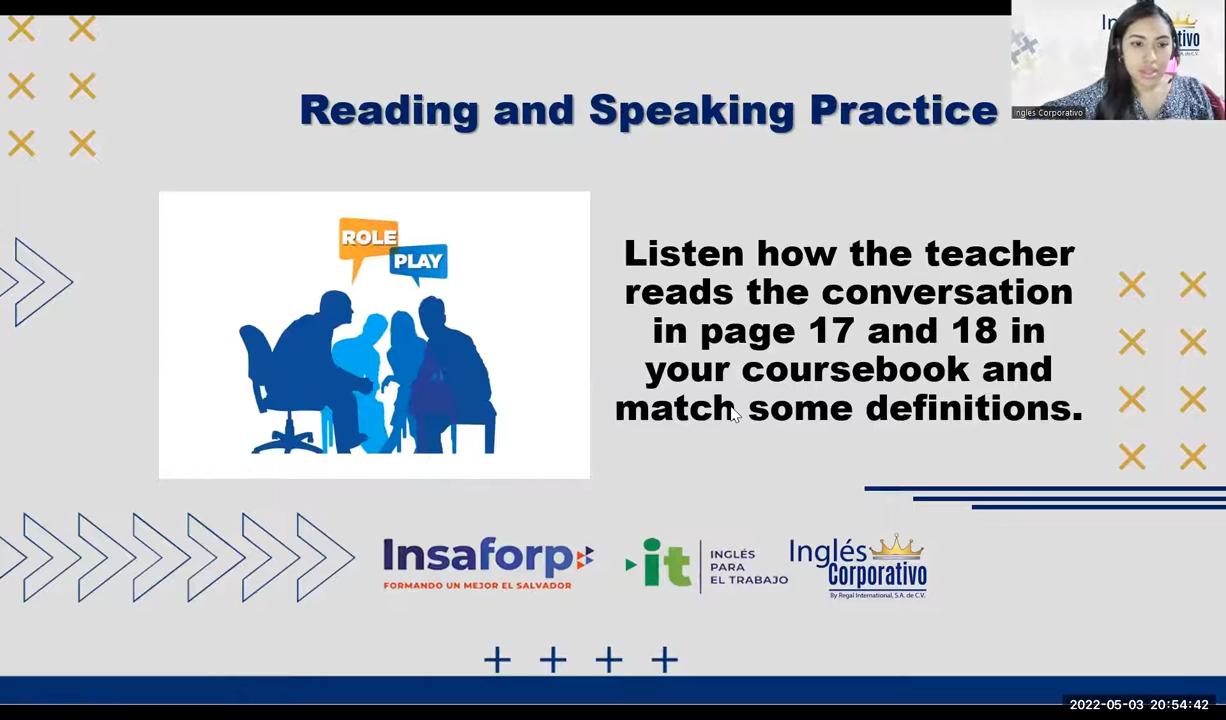 Reading and Speaking Practice
Ingles Corporativo
ROLE
PLAY
Listen how the teacher
reads the conversation
in page 17 and 18 in
your coursebook and
match some definitions.
Insaforp
FORMANDO UN MEJOR EL SALVADOR
it
INGLÉS
PARA
EL TRABAJO
Inglés
Corporativo
By Regal International, S.A. de C.V.
2022-05-03 20:54:42